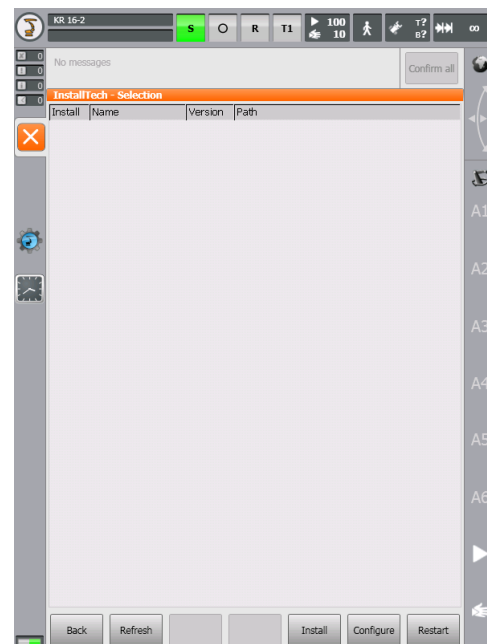 KR 16-2
S
O
R
T1
100
10
T?
B?
∞
0
0
0
0
No messages
Confirm all
InstallTech - Selection
Install Name Version Path
A1
A2
A3
A4
A5
A6
Back Refresh Install Configure Restart